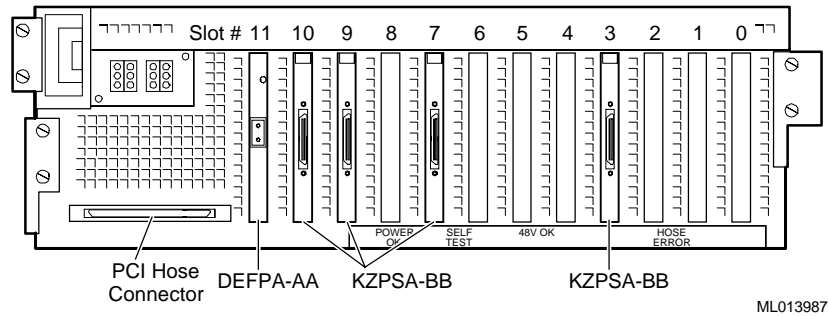 Slot # 11 10 9 8 7 6 5 4 3 2 1 0
POWER OK
SELF TEST
48V OK
HOSE ERROR
PCI Hose Connector
DEFPA-AA
KZPSA-BB
KZPSA-BB
ML013987